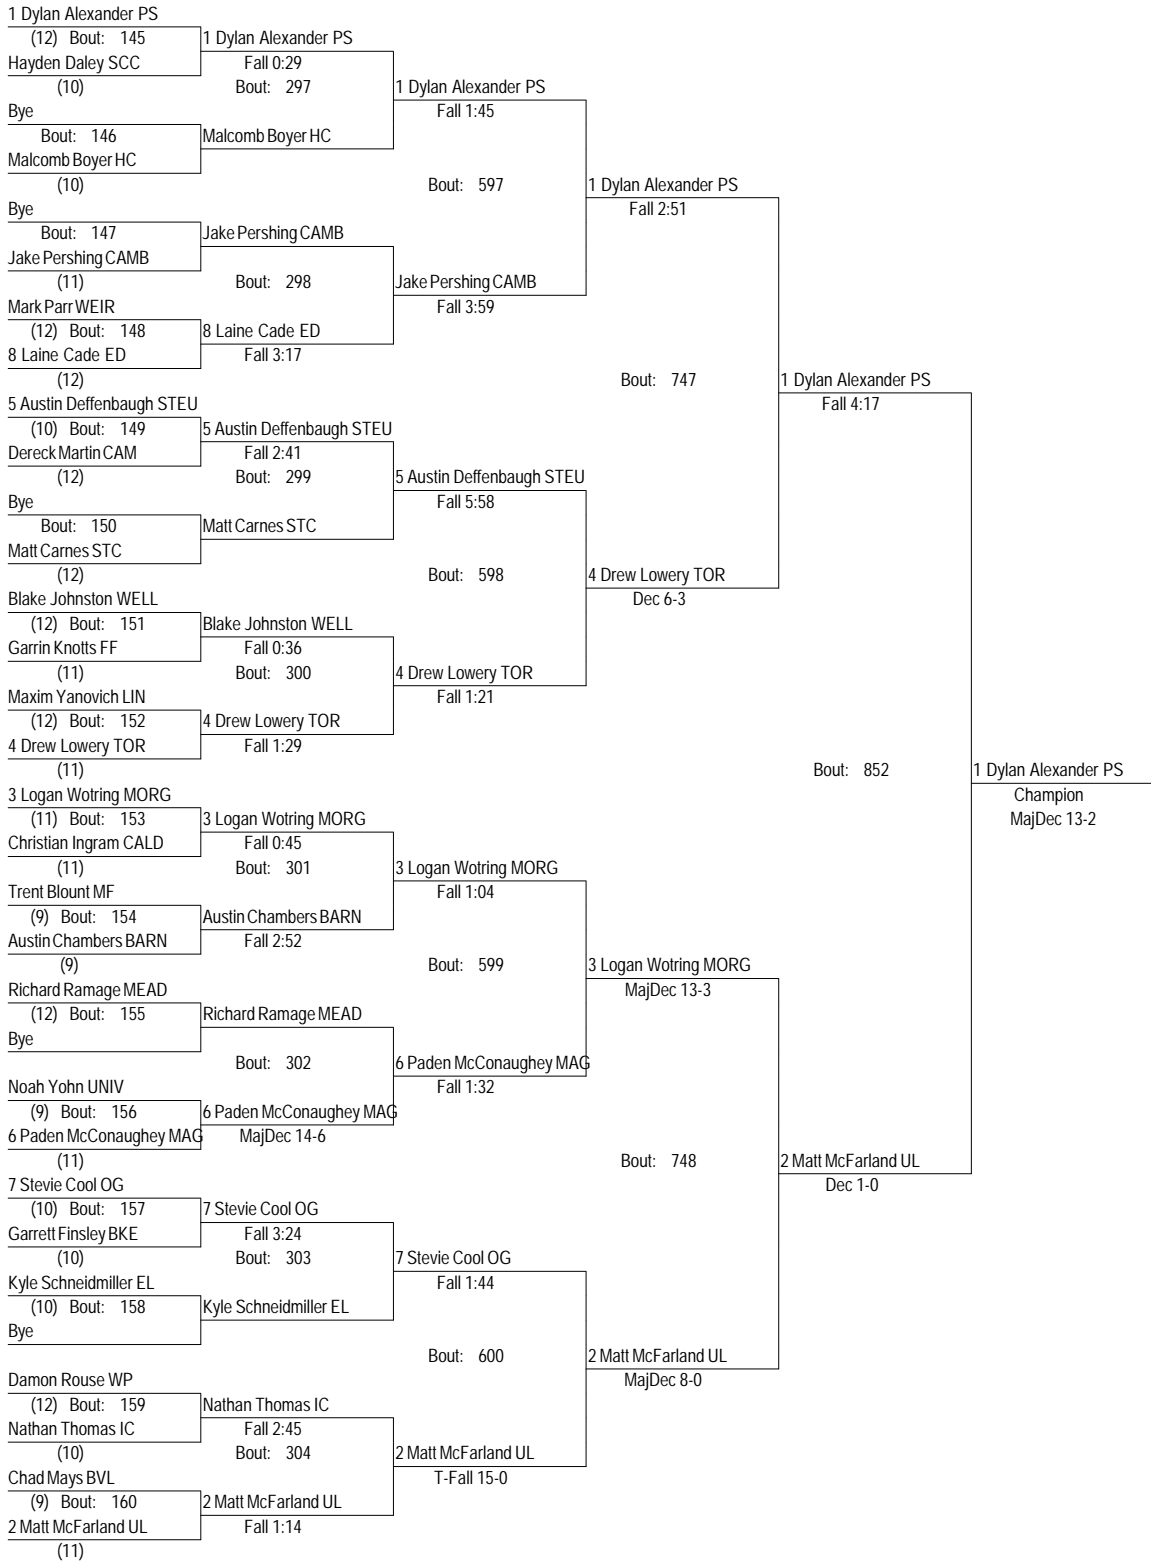 1 Dylan Alexander PS
(12) Bout: 145
Hayden Daley SCC
(10)
Bye
Bout: 146
Malcomb Boyer HC
(10)
Bye
Bout: 147
Jake Pershing CAMB
(11)
Mark Parr WEIR
(12) Bout: 148
8 Laine Cade ED
(12)
5 Austin Deffenbaugh STEU
(10) Bout: 149
Dereck Martin CAM
(12)
Bye
Bout: 150
Matt Carnes STC
(12)
Blake Johnston WELL
(12) Bout: 151
Garrin Knotts FF
(11)
Maxim Yanovich LIN
(12) Bout: 152
4 Drew Lowery TOR
(11)
3 Logan Wotring MORG
(11) Bout: 153
Christian Ingram CALD
(11)
Trent Blount MF
(9) Bout: 154
Austin Chambers BARN
(9)
Richard Ramage MEAD
(12) Bout: 155
Bye
Noah Yohn UNIV
(9) Bout: 156
6 Paden McConaughey MAG
(11)
7 Stevie Cool OG
(10) Bout: 157
Garrett Finsley BKE
(10)
Kyle Schneidmiller EL
(10) Bout: 158
Bye
Damon Rouse WP
(12) Bout: 159
Nathan Thomas IC
(10)
Chad Mays BVL
(9) Bout: 160
2 Matt McFarland UL
(11)
1 Dylan Alexander PS
Fall 0:29
Bout: 297
Malcomb Boyer HC
Jake Pershing CAMB
Bout: 298
8 Laine Cade ED
Fall 3:17
5 Austin Deffenbaugh STEU
Fall 2:41
Bout: 299
Matt Carnes STC
Blake Johnston WELL
Fall 0:36
Bout: 300
4 Drew Lowery TOR
Fall 1:29
3 Logan Wotring MORG
Fall 0:45
Bout: 301
Austin Chambers BARN
Fall 2:52
Richard Ramage MEAD
Bout: 302
6 Paden McConaughey MAG
MajDec 14-6
7 Stevie Cool OG
Fall 3:24
Bout: 303
Kyle Schneidmiller EL
Nathan Thomas IC
Fall 2:45
Bout: 304
2 Matt McFarland UL
Fall 1:14
1 Dylan Alexander PS
Fall 1:45
Bout: 597
Jake Pershing CAMB
Fall 3:59
5 Austin Deffenbaugh STEU
Fall 5:58
Bout: 598
4 Drew Lowery TOR
Fall 1:21
3 Logan Wotring MORG
Fall 1:04
Bout: 599
6 Paden McConaughey MAG
Fall 1:32
7 Stevie Cool OG
Fall 1:44
Bout: 600
2 Matt McFarland UL
T-Fall 15-0
1 Dylan Alexander PS
Fall 2:51
Bout: 747
4 Drew Lowery TOR
Dec 6-3
3 Logan Wotring MORG
MajDec 13-3
Bout: 748
2 Matt McFarland UL
MajDec 8-0
1 Dylan Alexander PS
Fall 4:17
Bout: 852
2 Matt McFarland UL
Dec 1-0
1 Dylan Alexander PS
Champion
MajDec 13-2